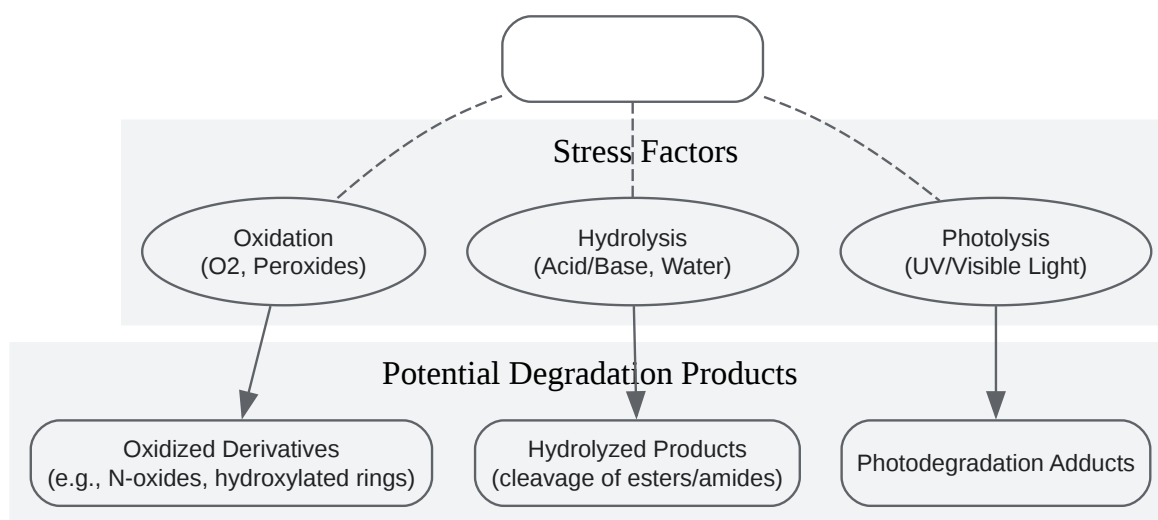 Stress Factors
Oxidation
(O2, Peroxides)
Hydrolysis
(Acid/Base, Water)
Photolysis
(UV/Visible Light)
Potential Degradation Products
Oxidized Derivatives
(e.g., N-oxides, hydroxylated rings)
Hydrolyzed Products
(cleavage of esters/amides)
Photodegradation Adducts